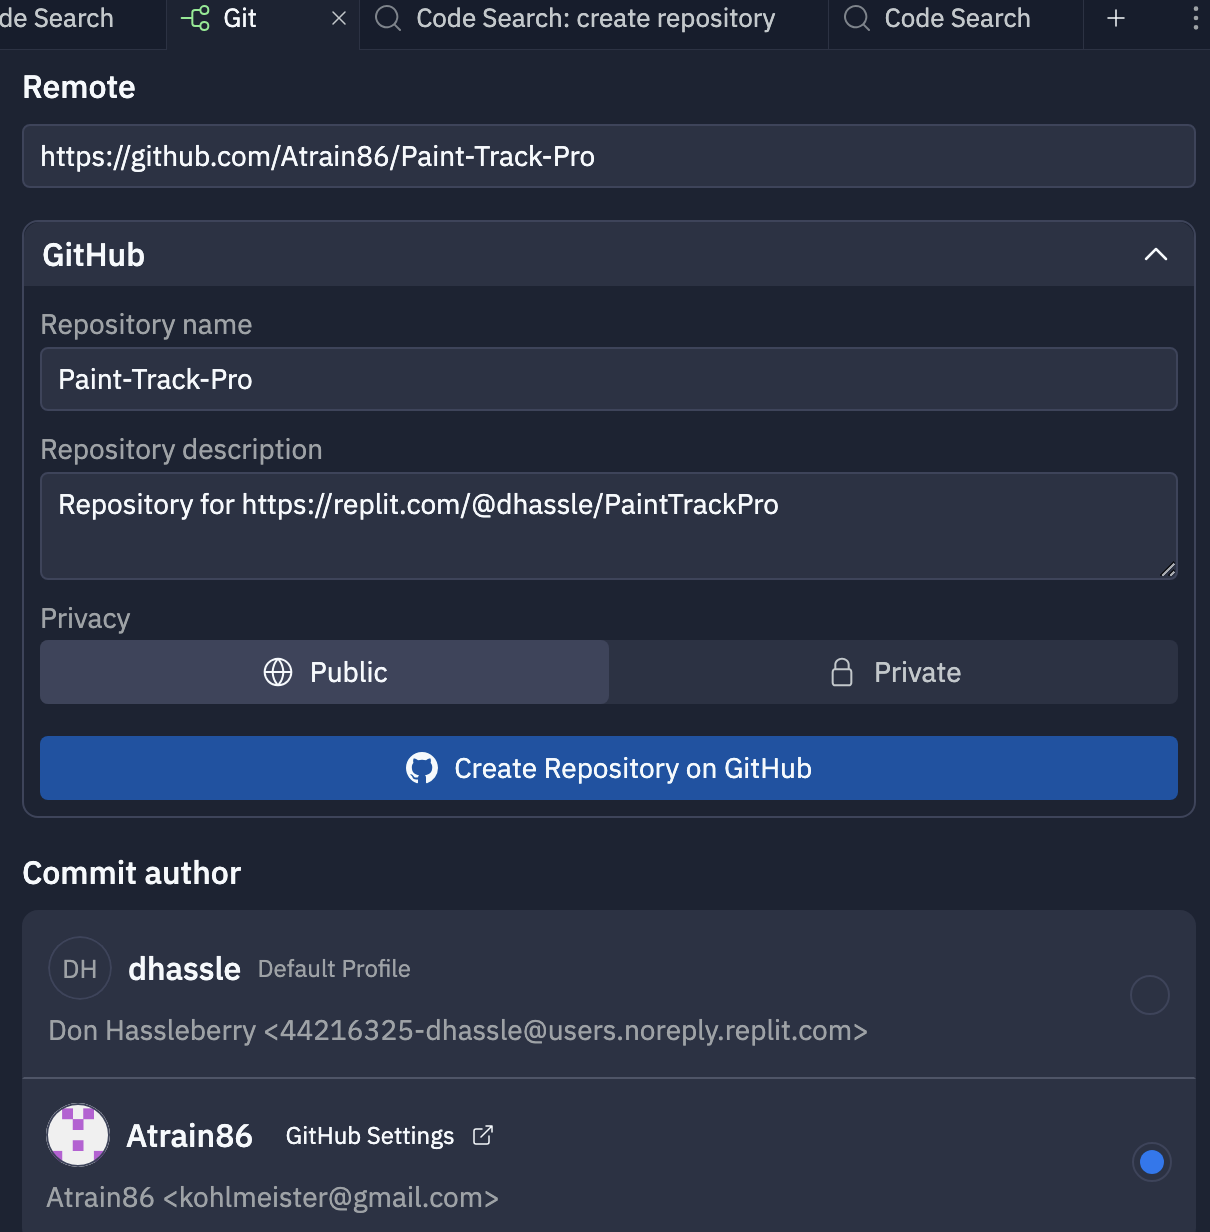 de Search
Git
Code Search: create repository
Code Search
Remote
https://github.com/Atrain86/Paint-Track-Pro
GitHub
Repository name
Paint-Track-Pro
Repository description
Repository for https://replit.com/@dhassle/PaintTrackPro
Privacy
Public
Private
Create Repository on GitHub
Commit author
DH
dhassle
Default Profile
Don Hassleberry <44216325-dhassle@users.noreply.replit.com>
Atrain86
GitHub Settings
Atrain86 <kohlmeister@gmail.com>